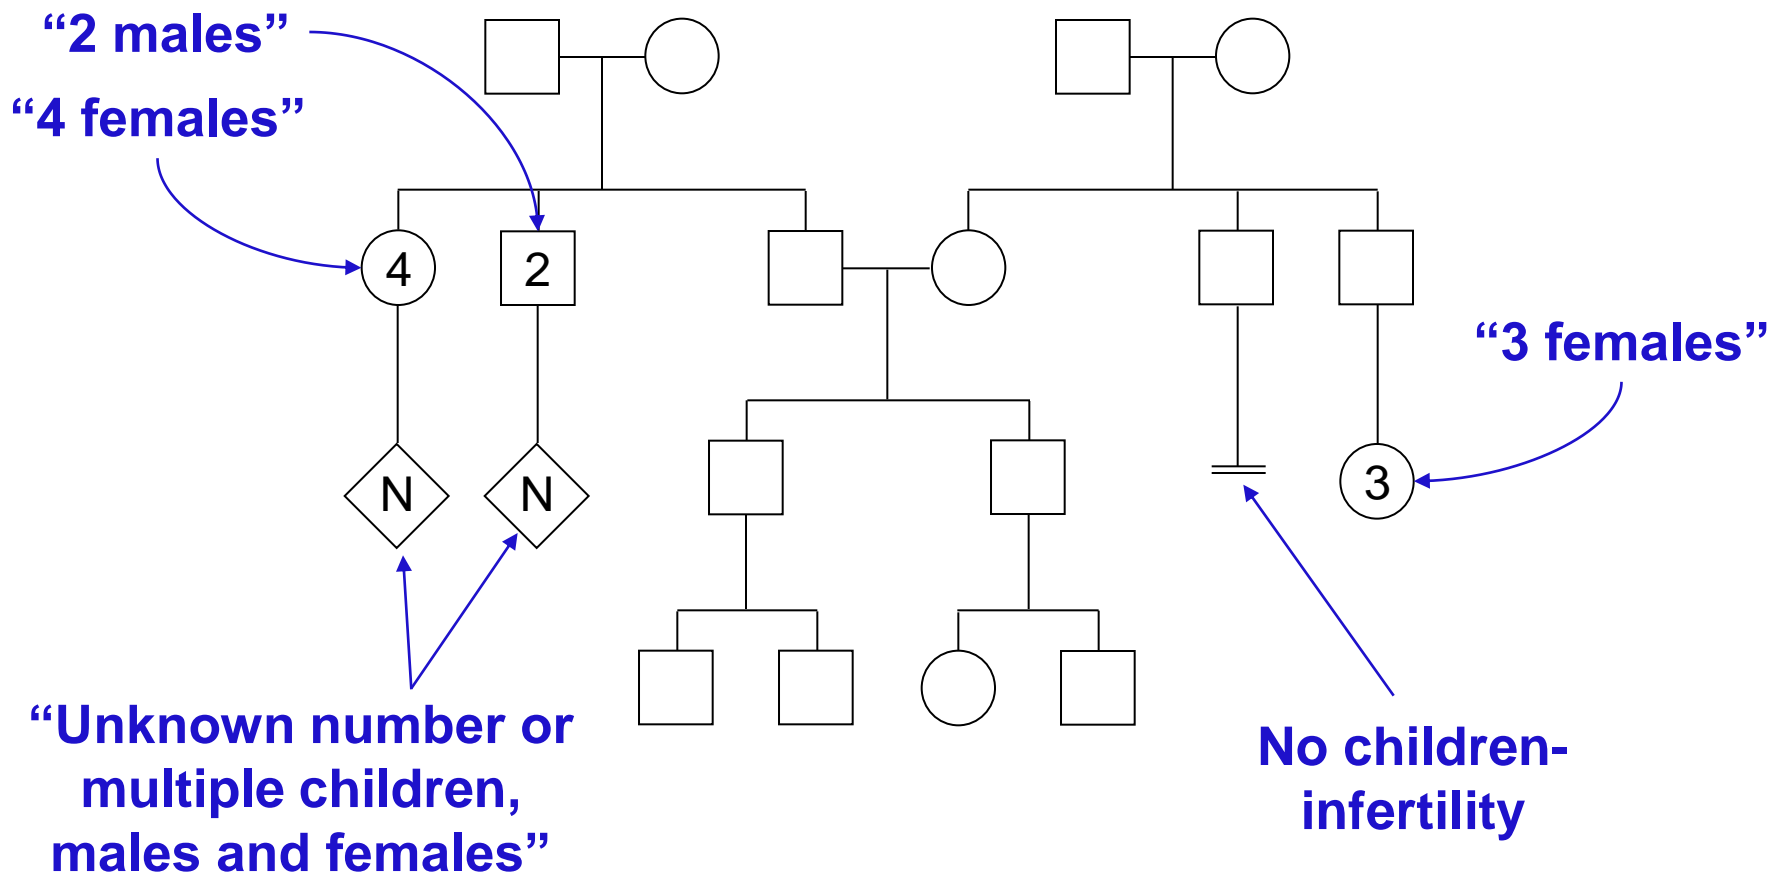 “2 males”
“4 females”
4
2
“3 females”
N
N
3
“Unknown number or
multiple children,
males and females”
No children-
infertility